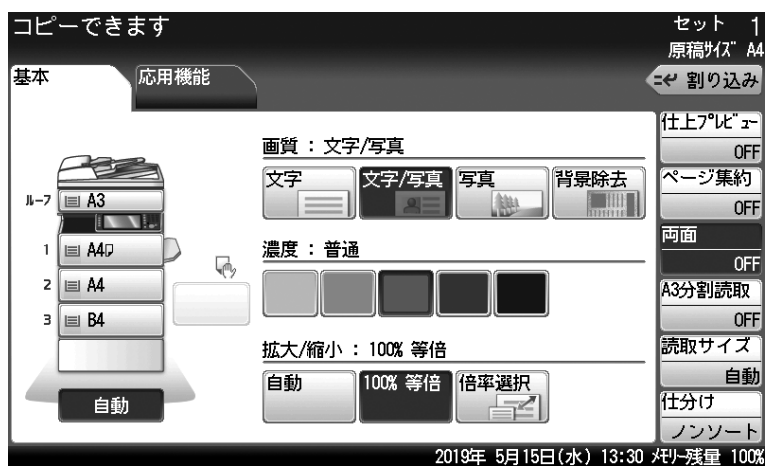 コピーできます
セット 1
原稿ｻｲｽﾞ A4
基本
応用機能
割り込み
画質 : 文字/写真
文字
文字/写真
写真
背景除去
ﾙｰﾌ A3
1 A4
2 A4
3 B4
自動
濃度 : 普通
拡大/縮小 : 100% 等倍
自動
100% 等倍
倍率選択
仕上ﾌﾟﾚﾋﾞｭｰ
OFF
ページ集約
OFF
両面
OFF
A3分割読取
OFF
読取サイズ
自動
仕分け
ノンソート
2019年 5月15日(水) 13:30 ﾒﾓﾘｰ残量 100%